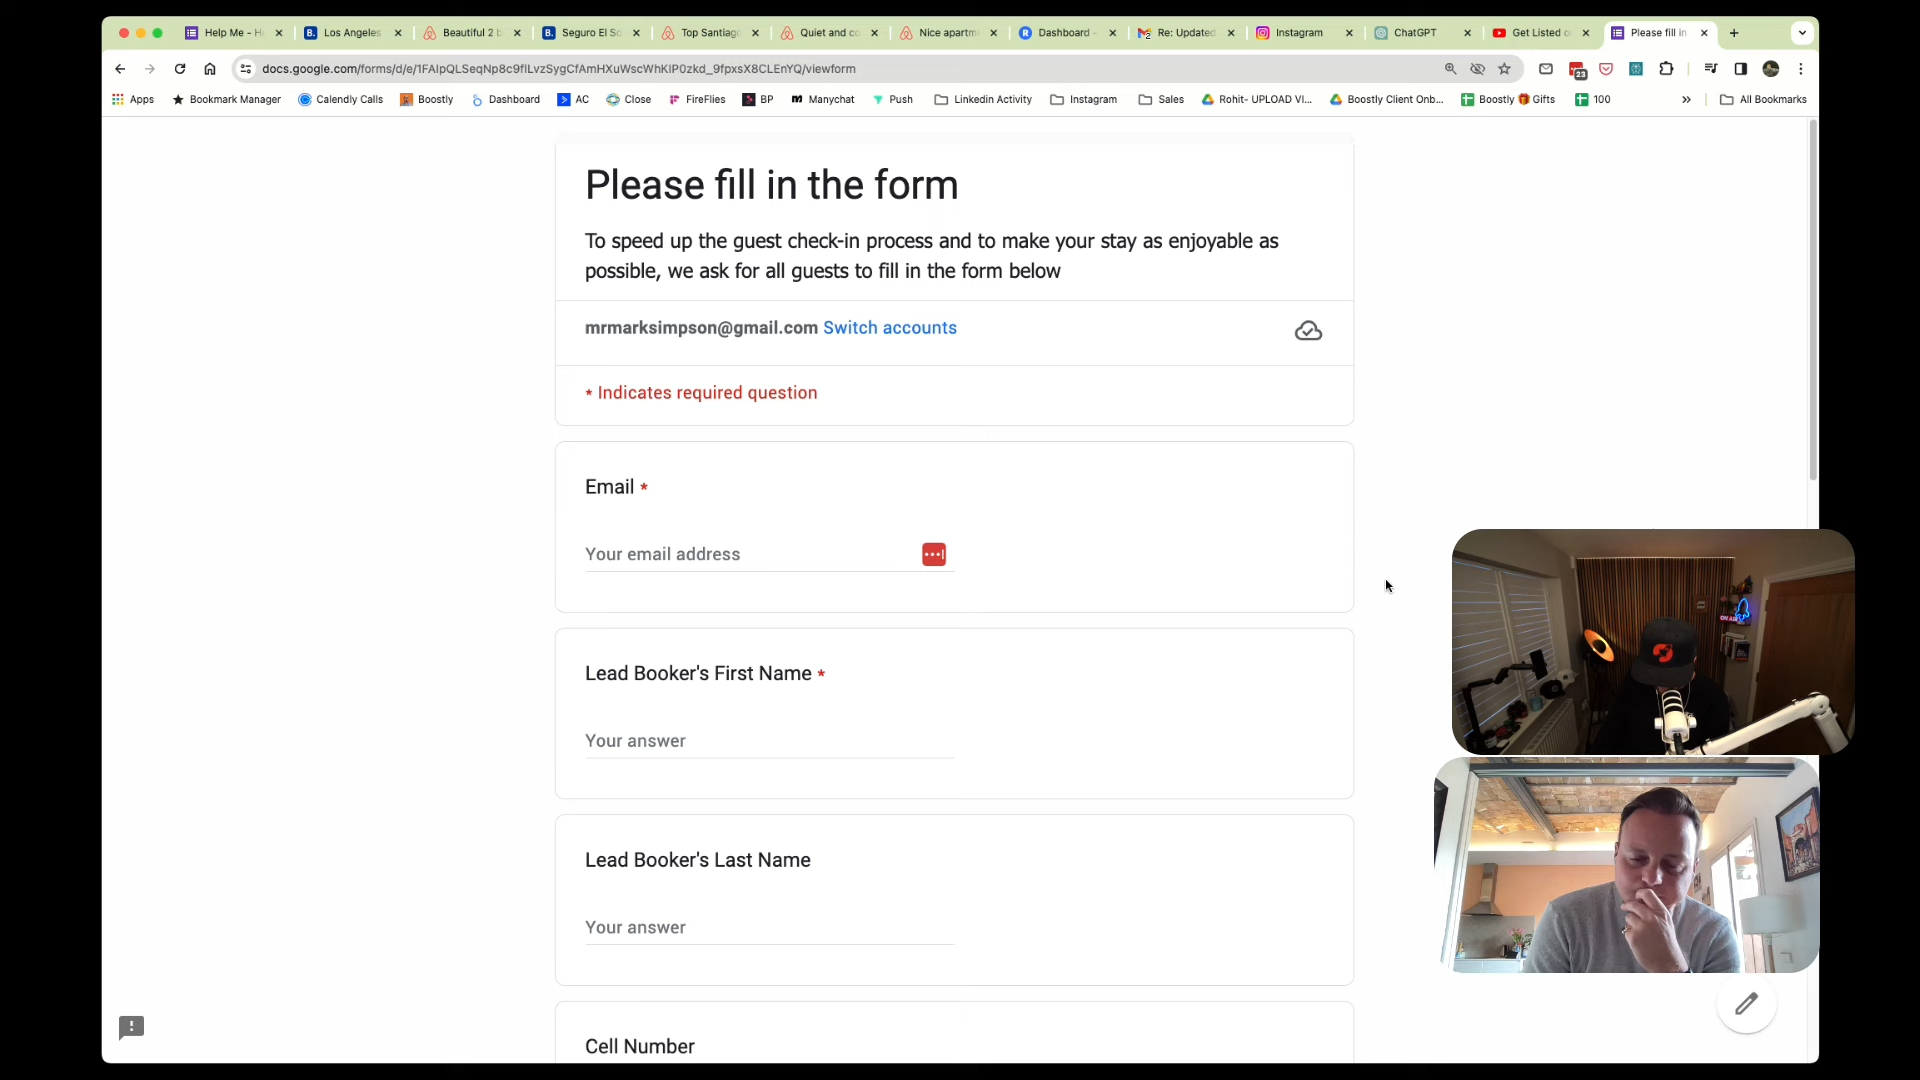 Help Me - H
Los Angeles
Beautiful 2 b
Seguro El Sc
Top Santiago
Quiet and co
Nice apartme
Dashboard -
Re: Updated
Instagram
ChatGPT
Get Listed o
Please fill in
docs.google.com/forms/d/e/1FAIpQLSeqNp8c9fILvzSygCfAmHXuWscWhKIP0zkd_9fpxsX8CLEnYQ/viewform
23
Apps
Bookmark Manager
Calendly Calls
Boostly
Dashboard
AC
Close
FireFlies
BP
Manychat
Push
Linkedin Activity
Instagram
Sales
Rohit- UPLOAD VI...
Boostly Client Onb...
Boostly 🎁 Gifts
100
All Bookmarks
Please fill in the form
To speed up the guest check-in process and to make your stay as enjoyable as
possible, we ask for all guests to fill in the form below
mrmarksimpson@gmail.com Switch accounts
* Indicates required question
Email *
Your email address
Lead Booker's First Name *
Your answer
Lead Booker's Last Name
Your answer
Cell Number
ON AIR